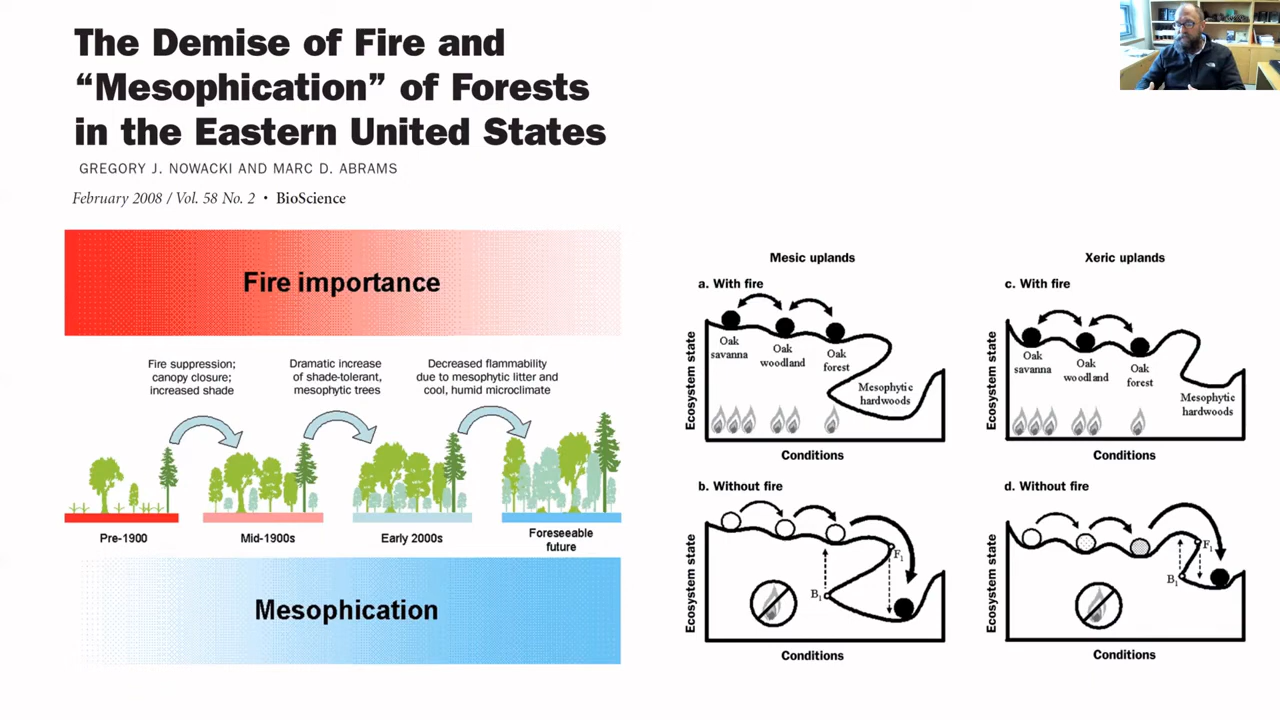 The Demise of Fire and
“Mesophication” of Forests
in the Eastern United States
GREGORY J. NOWACKI AND MARC D. ABRAMS
February 2008 / Vol. 58 No. 2 • BioScience
Fire importance
Fire suppression;
canopy closure;
increased shade
Dramatic increase
of shade-tolerant,
mesophytic trees
Decreased flammability
due to mesophytic litter and
cool, humid microclimate
Pre-1900
Mid-1900s
Early 2000s
Foreseeable
future
Mesophication
Mesic uplands
a. With fire
Ecosystem state
Oak
savanna
Oak
woodland
Oak
forest
Mesophytic
hardwoods
Conditions
b. Without fire
Ecosystem state
F1
B1
Conditions
Xeric uplands
c. With fire
Ecosystem state
Oak
savanna
Oak
woodland
Oak
forest
Mesophytic
hardwoods
Conditions
d. Without fire
Ecosystem state
F1
B1
Conditions